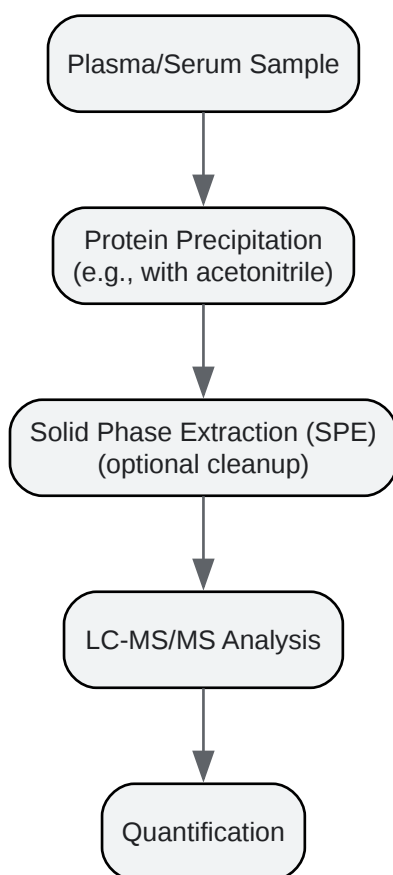 Plasma/Serum Sample
Protein Precipitation
(e.g., with acetonitrile)
Solid Phase Extraction (SPE)
(optional cleanup)
LC-MS/MS Analysis
Quantification